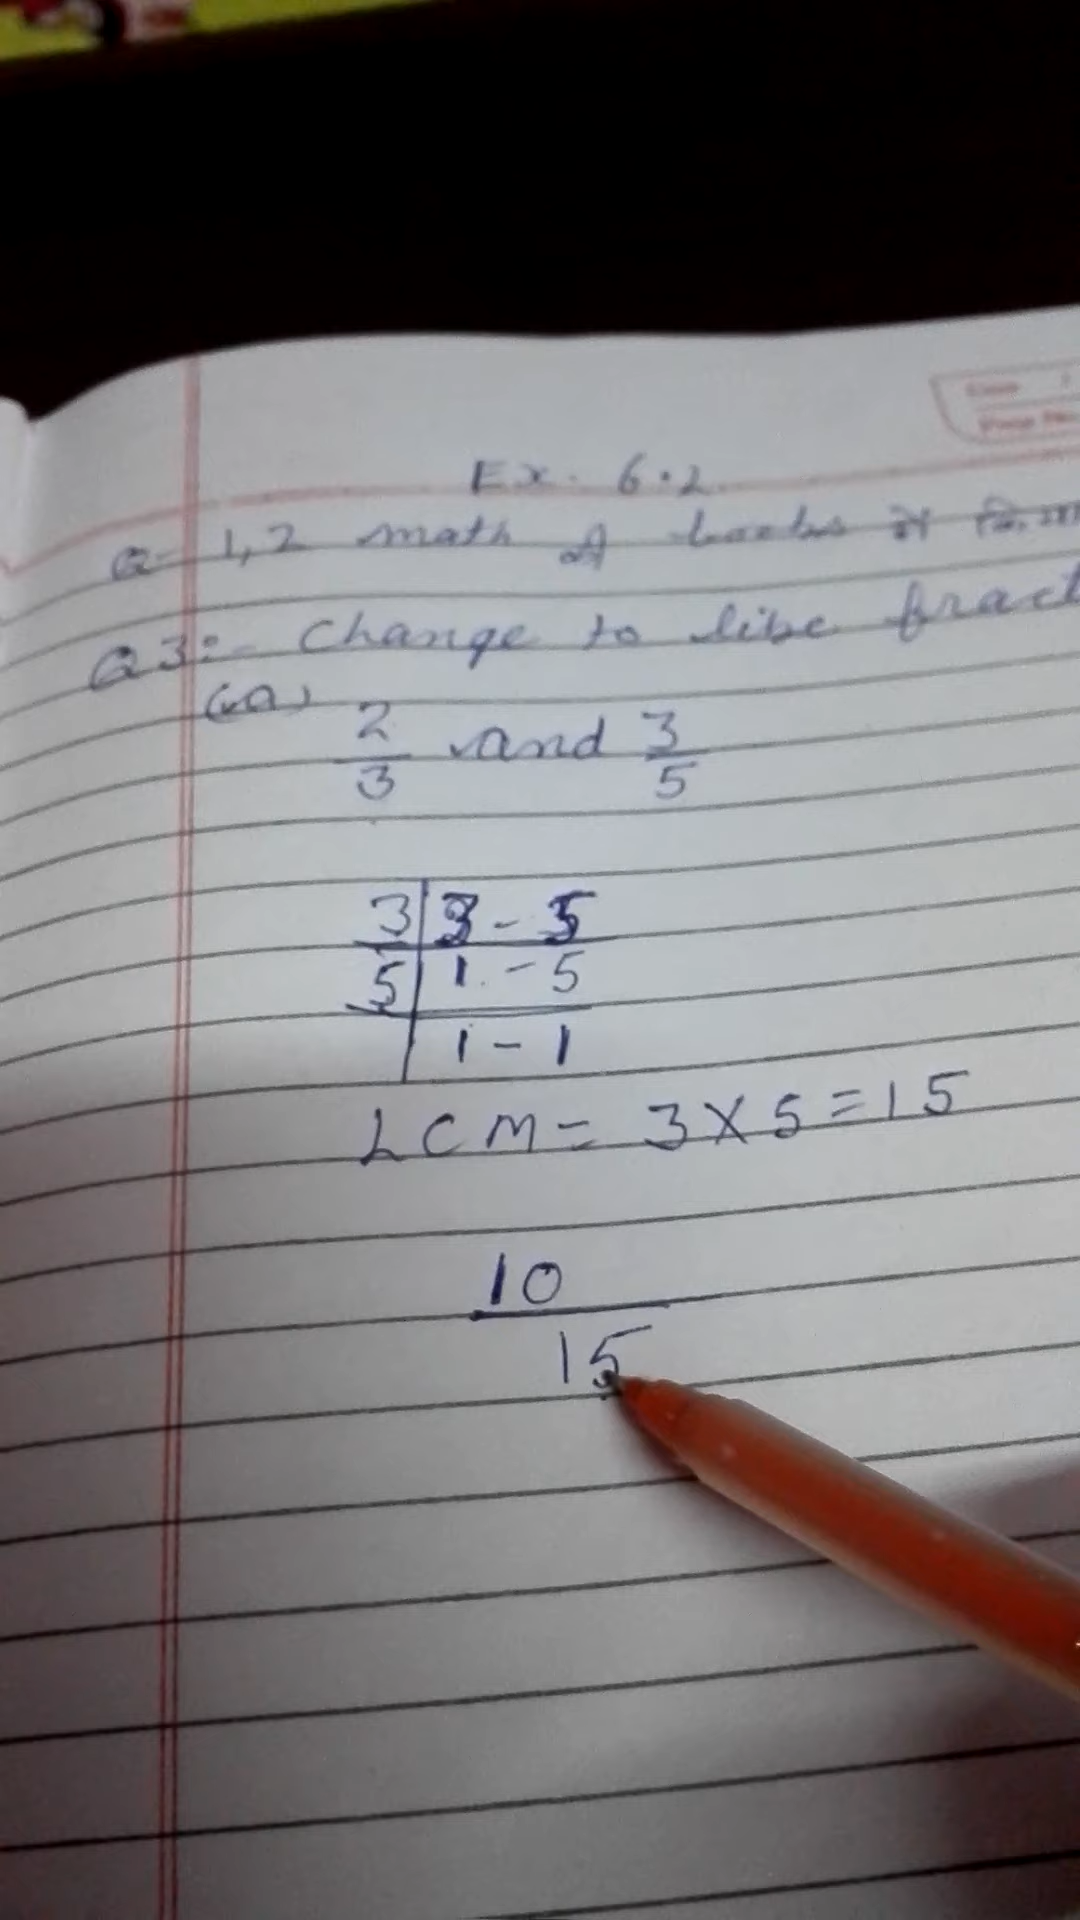 Ex. 6.2
Q- 1,2 math की books में किया
Q3:- Change to like fract
(a)
2/3 and 3/5
3 | 3 - 5
5 | 1 - 5
| 1 - 1
LCM = 3 X 5 = 15
10
15